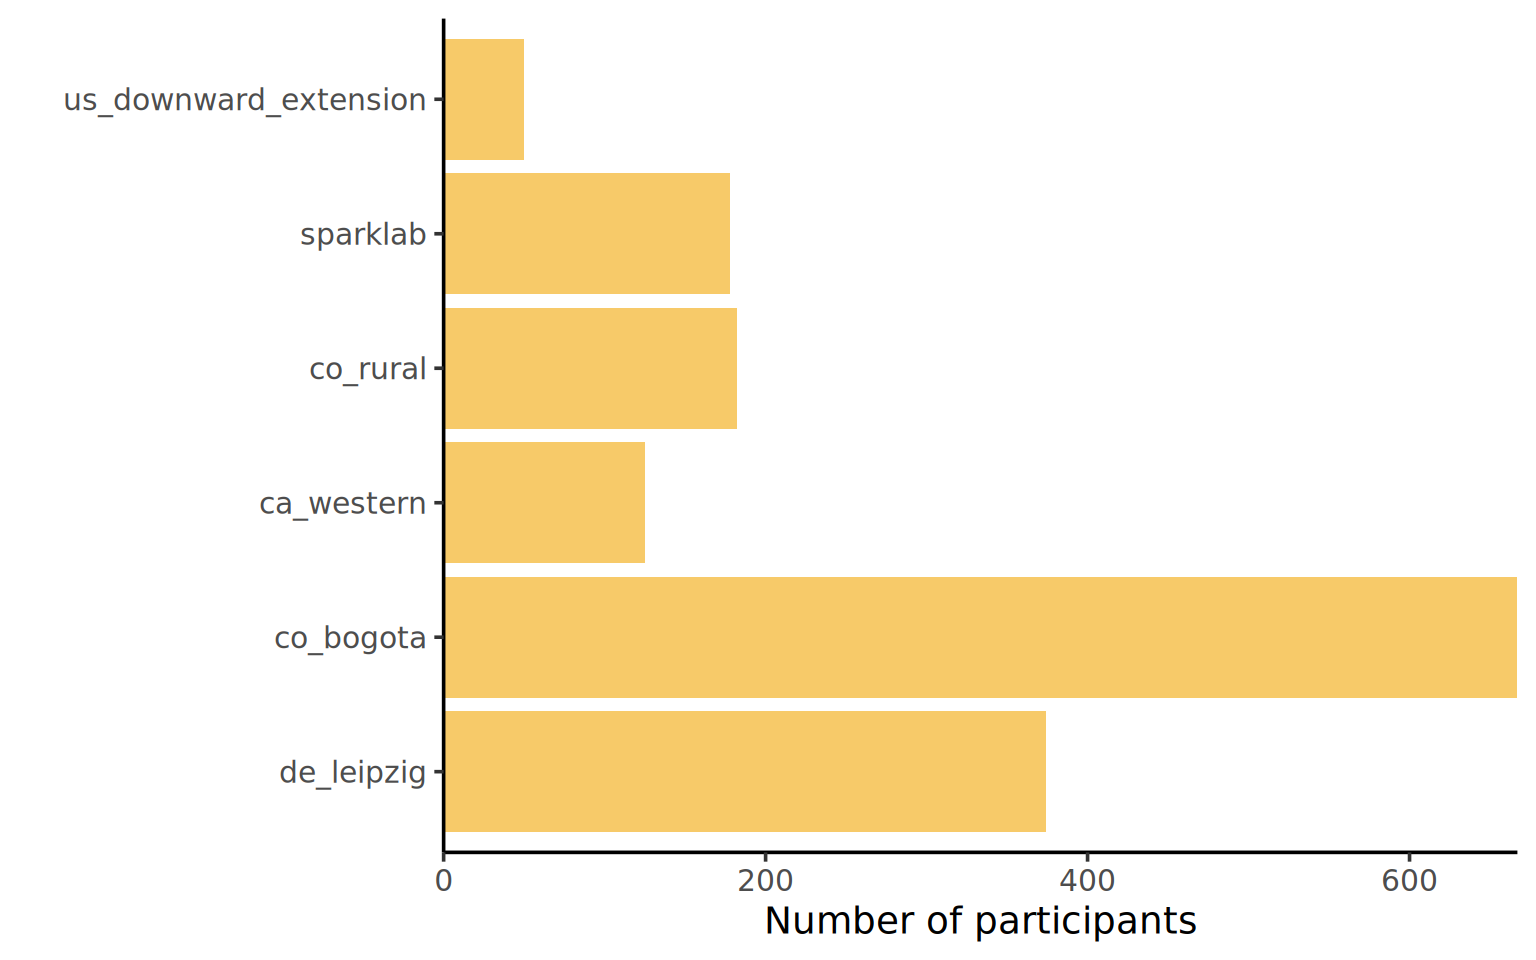 us_downward_extension
sparklab
co_rural
ca_western
co_bogota
de_leipzig
0 200 400 600
Number of participants